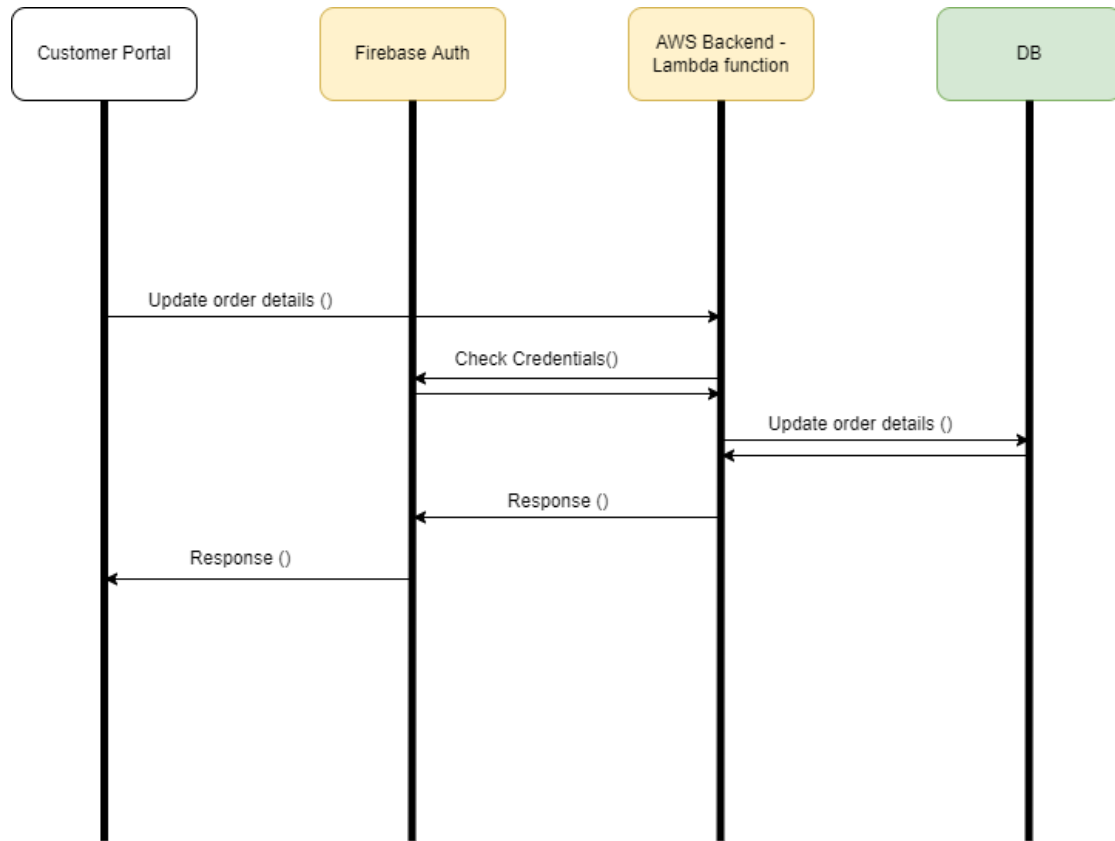 Customer Portal
Firebase Auth
AWS Backend -
Lambda function
DB
Update order details ()
Check Credentials()
Update order details ()
Response ()
Response ()